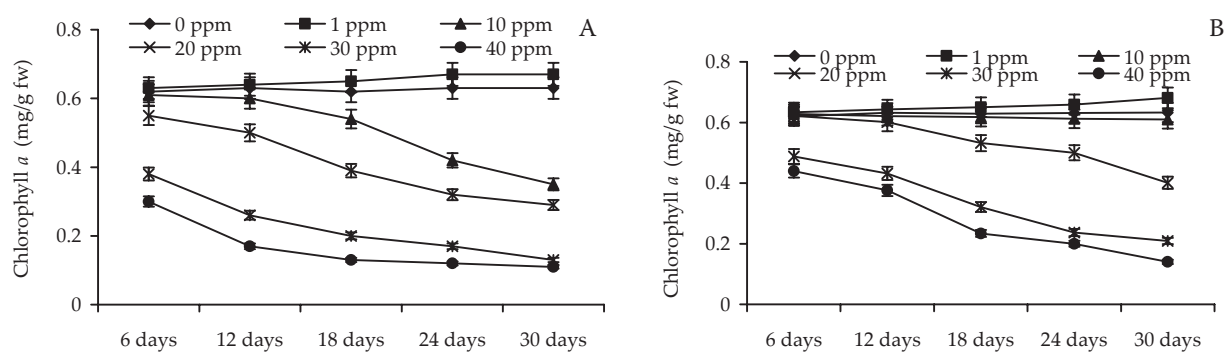 A
0 ppm 1 ppm 10 ppm
20 ppm 30 ppm 40 ppm
Chlorophyll a (mg/g fw)
0.8
0.6
0.4
0.2
0
6 days 12 days 18 days 24 days 30 days
B
0 ppm 1 ppm 10 ppm
20 ppm 30 ppm 40 ppm
Chlorophyll a (mg/g fw)
0.8
0.6
0.4
0.2
0
6 days 12 days 18 days 24 days 30 days